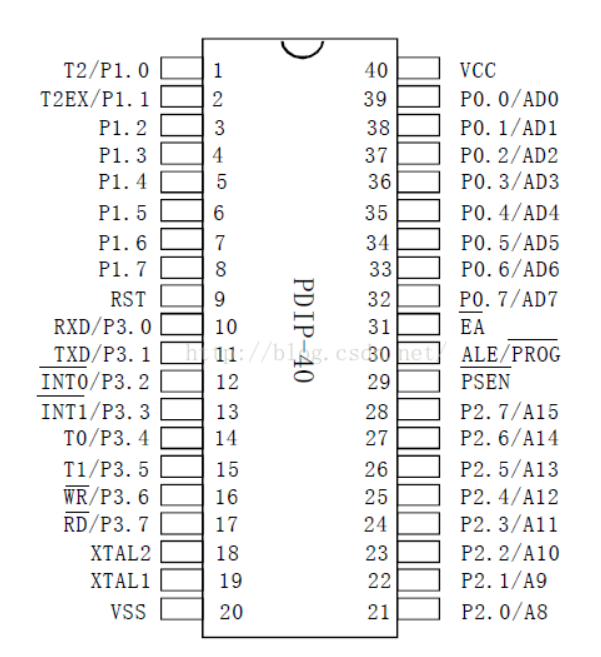 T2/P1.0 1 40 VCC
T2EX/P1.1 2 39 P0.0/AD0
P1.2 3 38 P0.1/AD1
P1.3 4 37 P0.2/AD2
P1.4 5 36 P0.3/AD3
P1.5 6 35 P0.4/AD4
P1.6 7 34 P0.5/AD5
P1.7 8 33 P0.6/AD6
RST 9 32 P0.7/AD7
RXD/P3.0 10 31 EA
TXD/P3.1 11 30 ALE/PROG
INT0/P3.2 12 29 PSEN
INT1/P3.3 13 28 P2.7/A15
T0/P3.4 14 27 P2.6/A14
T1/P3.5 15 26 P2.5/A13
WR/P3.6 16 25 P2.4/A12
RD/P3.7 17 24 P2.3/A11
XTAL2 18 23 P2.2/A10
XTAL1 19 22 P2.1/A9
VSS 20 21 P2.0/A8
PDIP-40
http://blog.csdn.net/